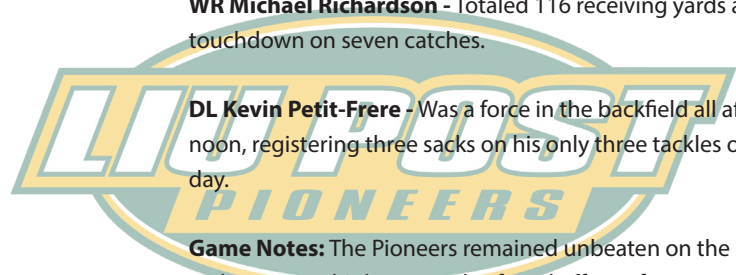 WR Michael Richardson - Totaled 116 receiving yards a
touchdown on seven catches.
DL Kevin Petit-Frere - Was a force in the backfield all af
noon, registering three sacks on his only three tackles o
day.
LIU POST
PIONEERS
Game Notes: The Pioneers remained unbeaten on the